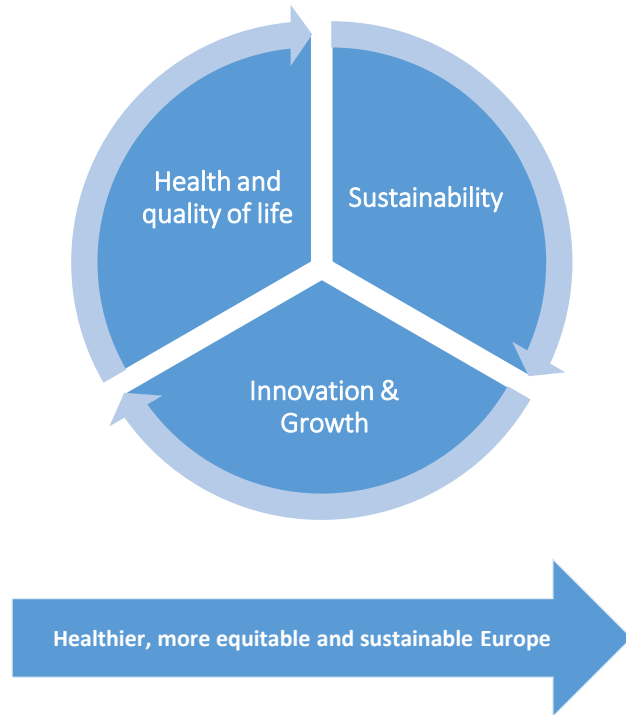 Health and
quality of life
Sustainability
Innovation &
Growth
Healthier, more equitable and sustainable Europe